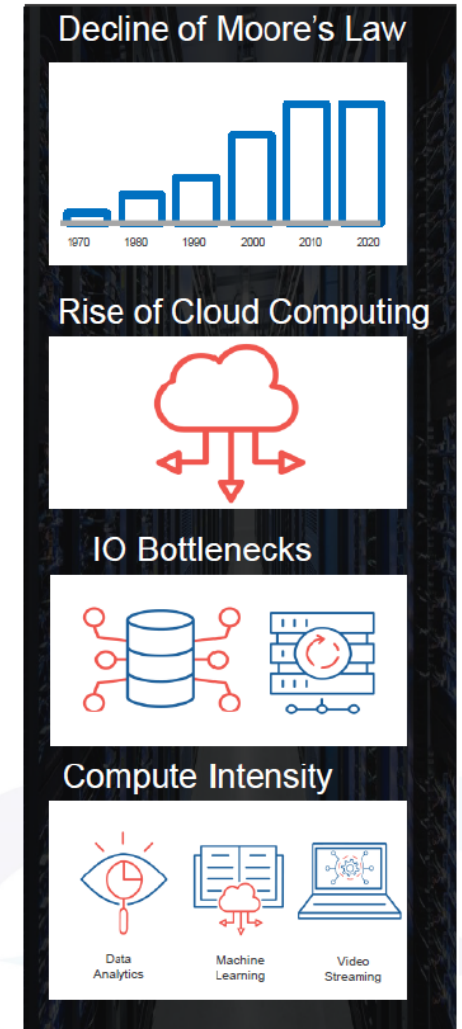 Decline of Moore's Law
1970 1980 1990 2000 2010 2020
Rise of Cloud Computing
IO Bottlenecks
Compute Intensity
Data
Analytics
Machine
Learning
Video
Streaming